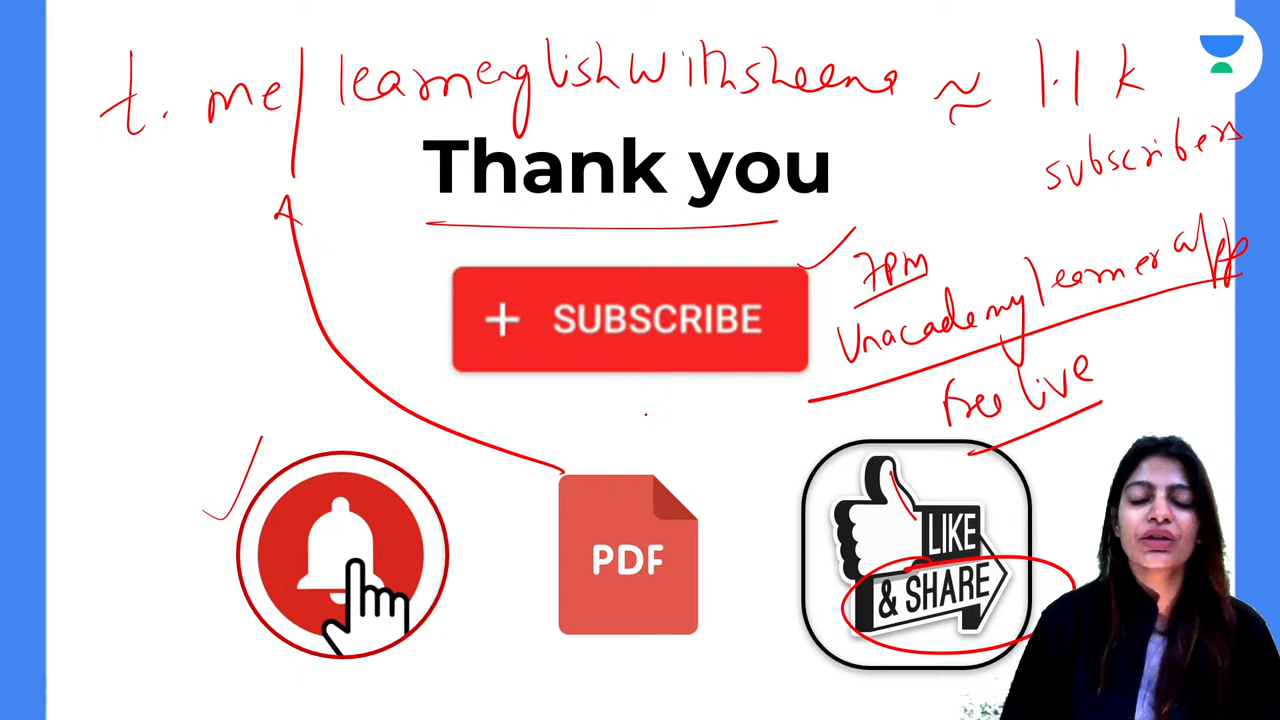 t.me/learnenglishwithsheena ≈ 1.1k
subscribers
Thank you
7PM
Unacademy learner app
free live
+ SUBSCRIBE
PDF
LIKE
& SHARE